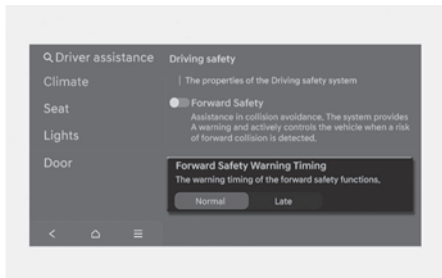 Driver assistance
Climate
Seat
Lights
Door
Driving safety
The properties of the Driving safety system
Forward Safety
Assistance in collision avoidance, The system provides
A warning and actively controls the vehicle when a risk
of forward collision is detected,
Forward Safety Warning Timing
The warning timing of the forward safety functions,
Normal
Late